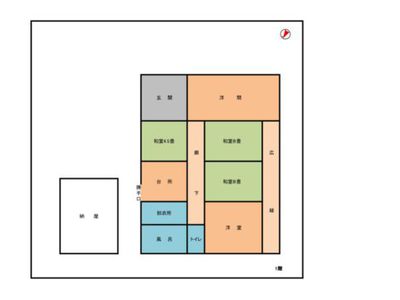 玄 関
洋 間
和室4.5畳
廊
下
和室8畳
広
縁
台 所
勝手口
和室8畳
脱衣所
納 屋
風 呂
トイレ
洋 室
1階